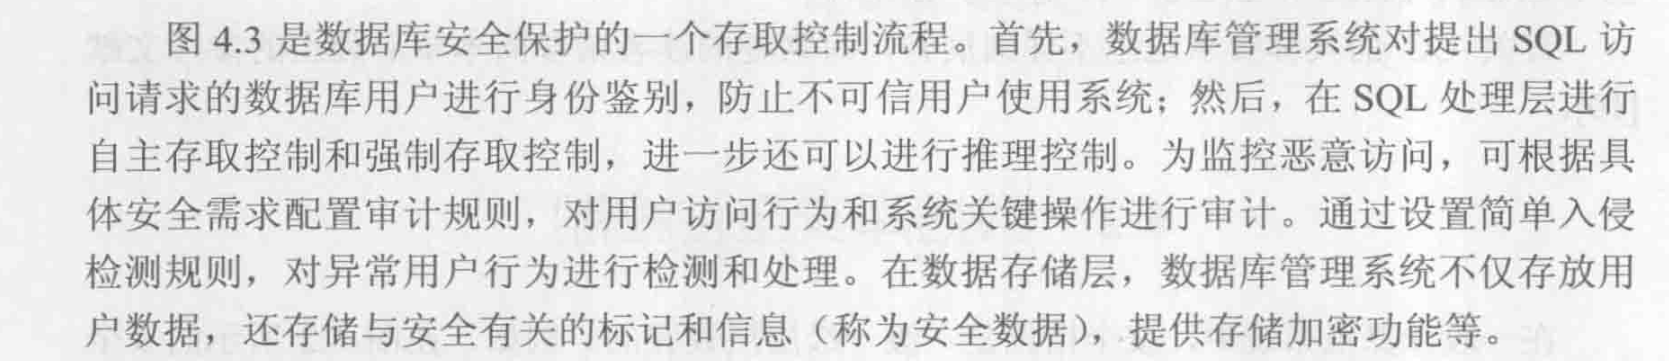 图 4.3 是数据库安全保护的一个存取控制流程。首先，数据库管理系统对提出 SQL 访
问请求的数据库用户进行身份鉴别，防止不可信用户使用系统；然后，在 SQL 处理层进行
自主存取控制和强制存取控制，进一步还可以进行推理控制。为监控恶意访问，可根据具
体安全需求配置审计规则，对用户访问行为和系统关键操作进行审计。通过设置简单入侵
检测规则，对异常用户行为进行检测和处理。在数据存储层，数据库管理系统不仅存放用
户数据，还存储与安全有关的标记和信息（称为安全数据），提供存储加密功能等。